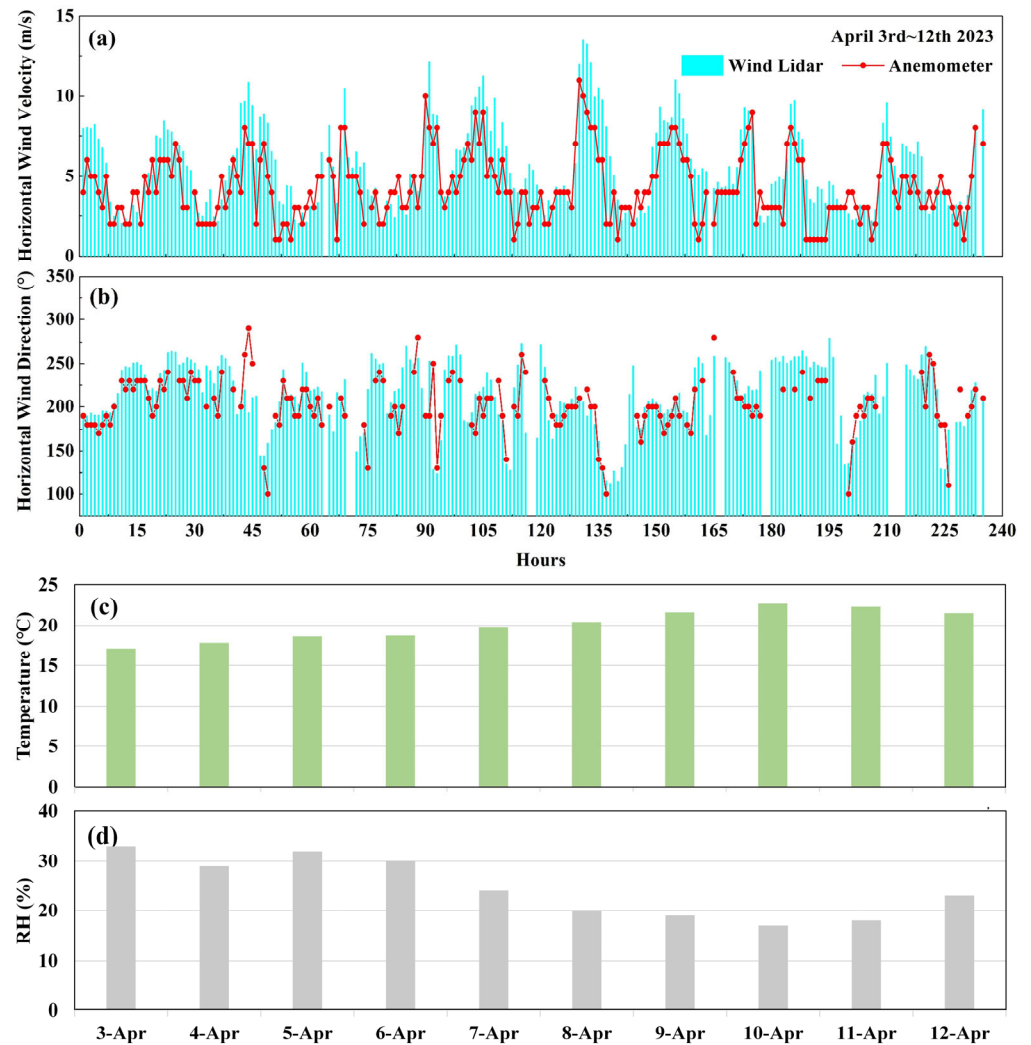 (a)
April 3rd~12th 2023
Wind Lidar
Anemometer
Horizontal Wind Velocity (m/s)
15
10
5
0
(b)
Horizontal Wind Direction (°)
350
300
250
200
150
100
0 15 30 45 60 75 90 105 120 135 150 165 180 195 210 225 240
Hours
(c)
Temperature (℃)
25
20
15
10
5
0
(d)
RH (%)
40
30
20
10
0
3-Apr 4-Apr 5-Apr 6-Apr 7-Apr 8-Apr 9-Apr 10-Apr 11-Apr 12-Apr